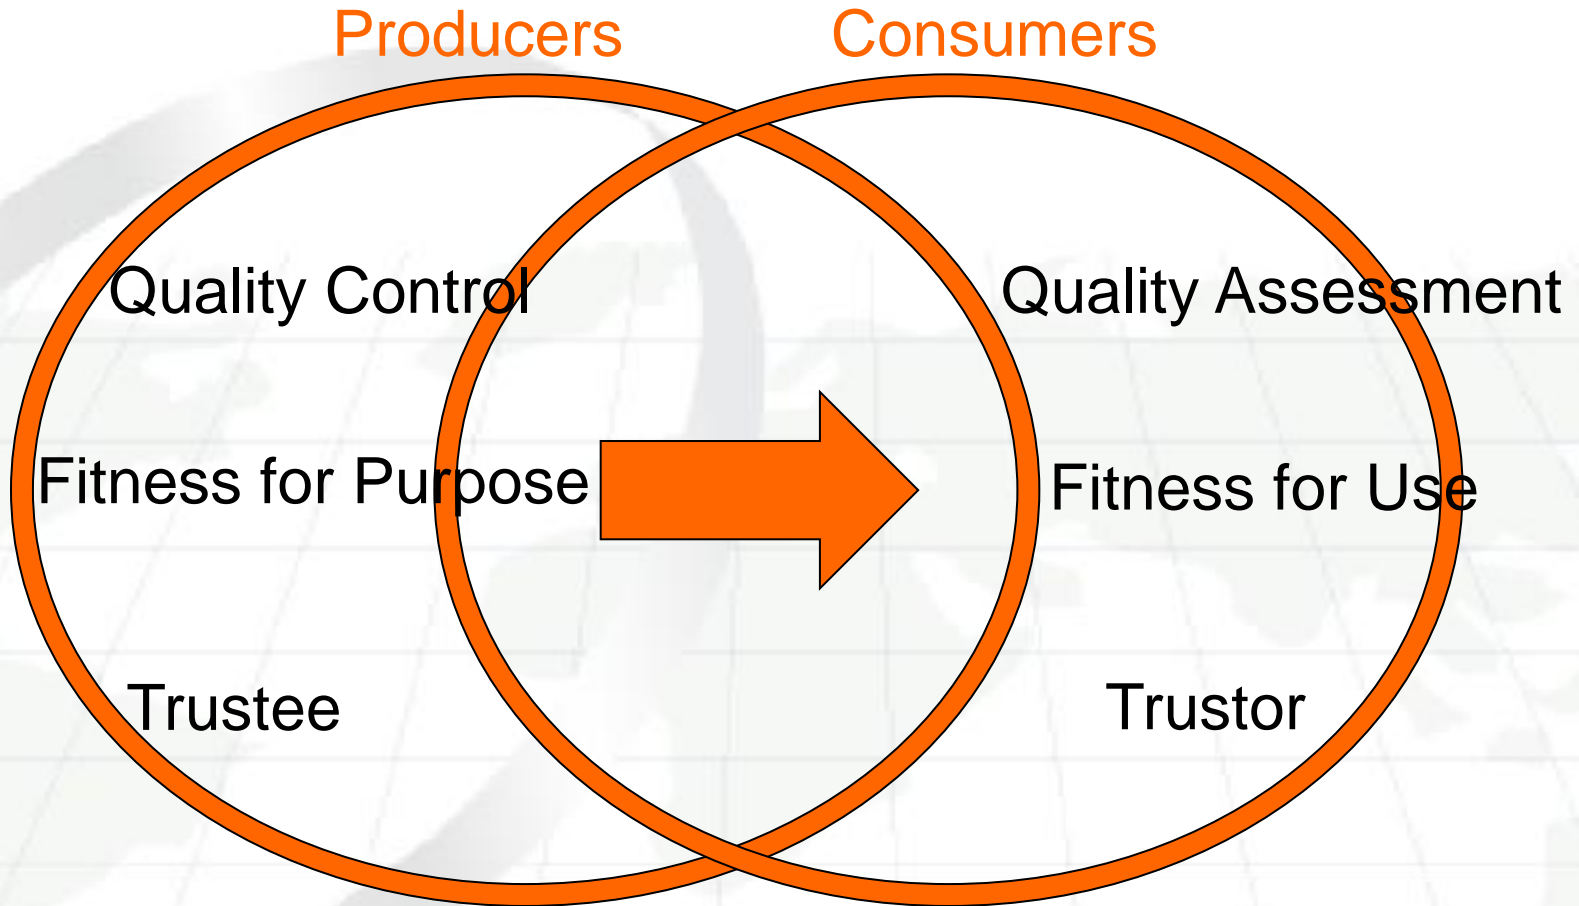 Producers
Consumers
Quality Control
Quality Assessment
Fitness for Purpose
Fitness for Use
Trustee
Trustor